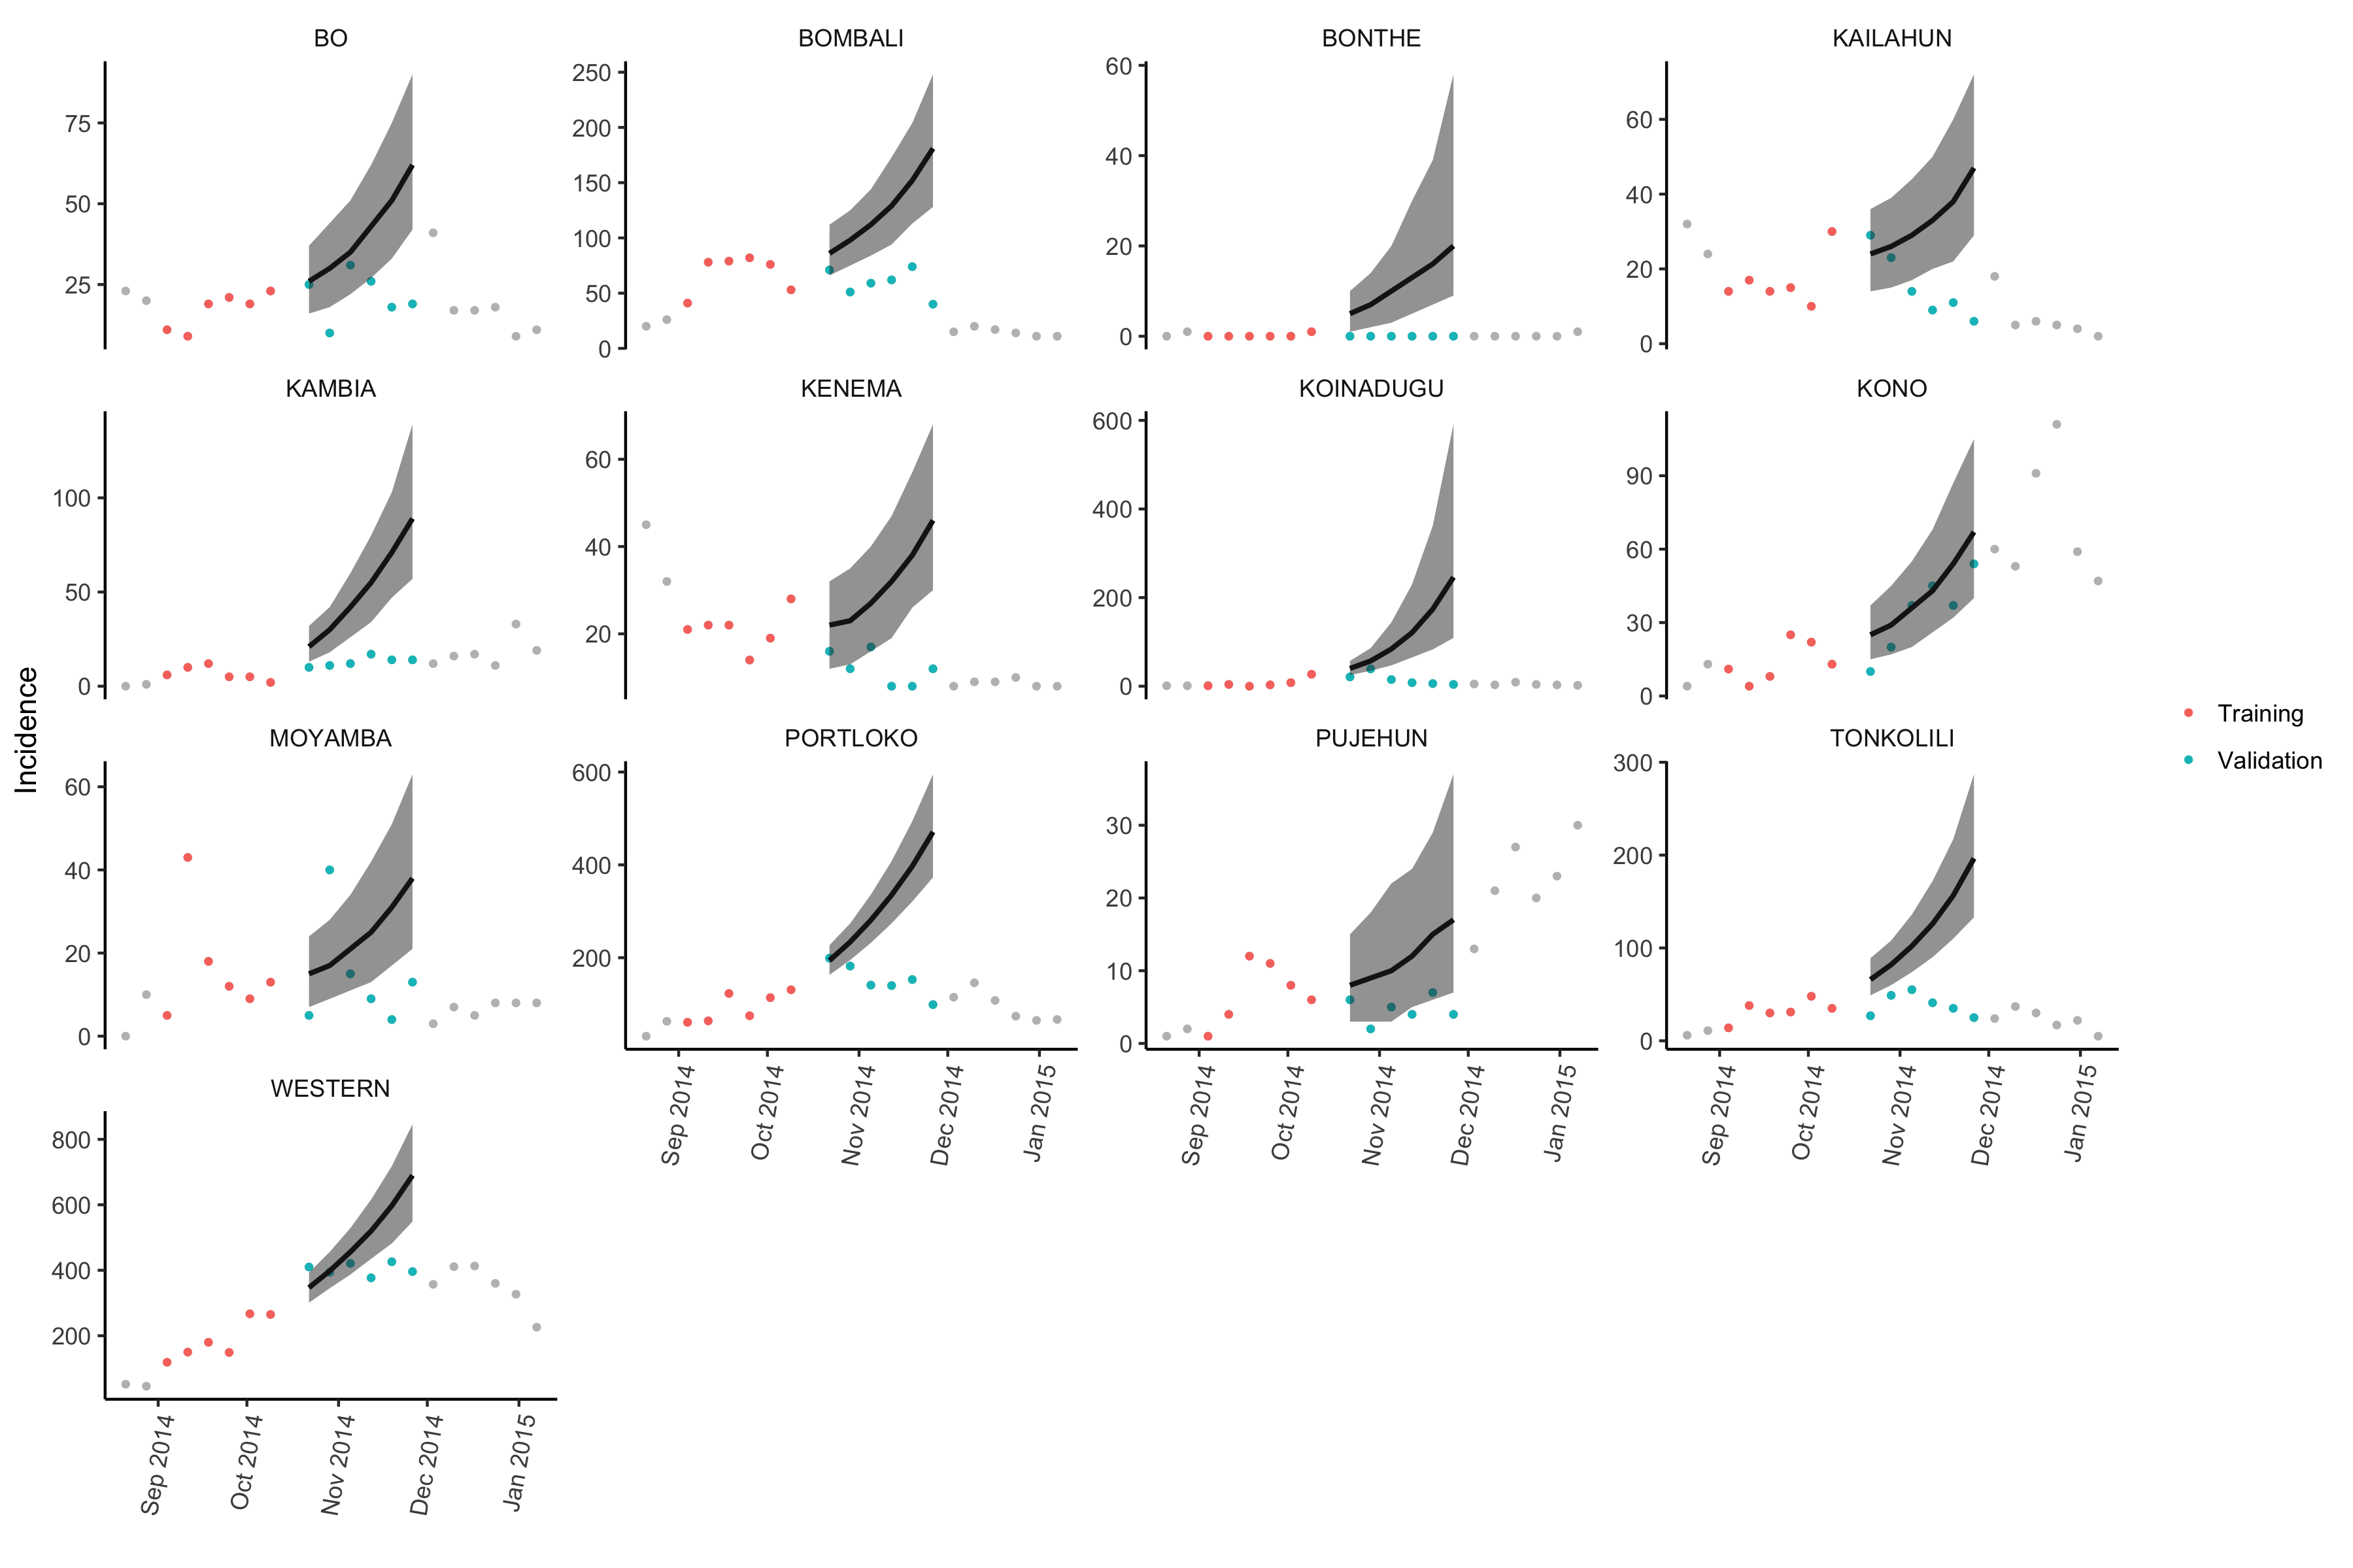 BO
BOMBALI
BONTHE
KAILAHUN
75
50
25
250
200
150
100
50
0
60
40
20
0
60
40
20
0
KAMBIA
KENEMA
KOINADUGU
KONO
100
50
0
60
40
20
600
400
200
0
90
60
30
0
Incidence
MOYAMBA
PORTLOKO
PUJEHUN
TONKOLILI
60
40
20
0
600
400
200
30
20
10
0
300
200
100
0
Training
Validation
Sep 2014
Oct 2014
Nov 2014
Dec 2014
Jan 2015
Sep 2014
Oct 2014
Nov 2014
Dec 2014
Jan 2015
Sep 2014
Oct 2014
Nov 2014
Dec 2014
Jan 2015
WESTERN
800
600
400
200
Sep 2014
Oct 2014
Nov 2014
Dec 2014
Jan 2015